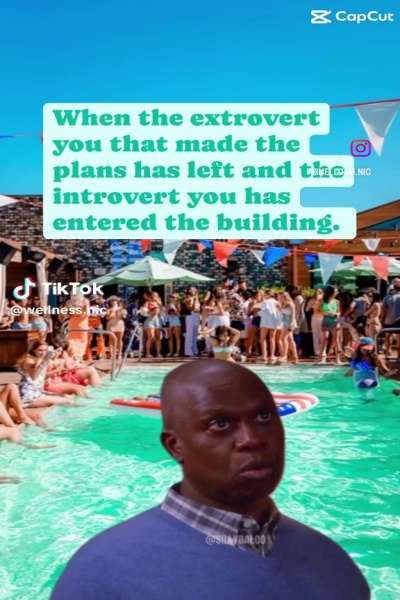 CapCut
When the extrovert
you that made the
plans has left and the
introvert you has
entered the building.
TikTok
@wellness.nic
@SILLYBALOO